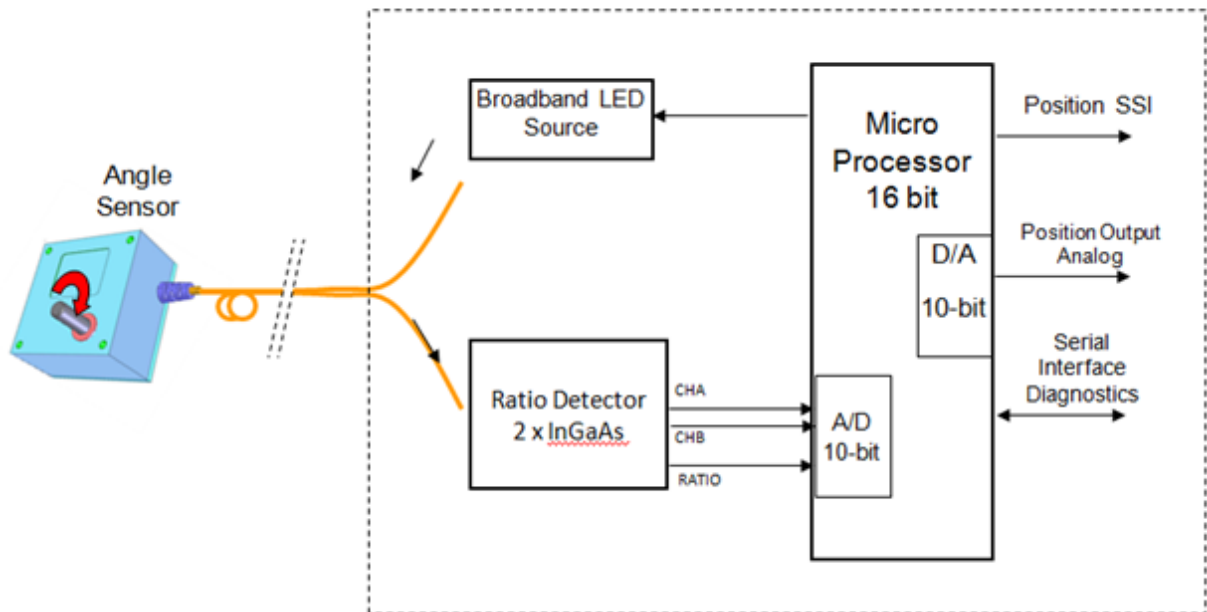 Angle
Sensor
Broadband LED
Source
Ratio Detector
2 x InGaAs
CHA
CHB
RATIO
Micro
Processor
16 bit
A/D
10-bit
D/A
10-bit
Position SSI
Position Output
Analog
Serial
Interface
Diagnostics